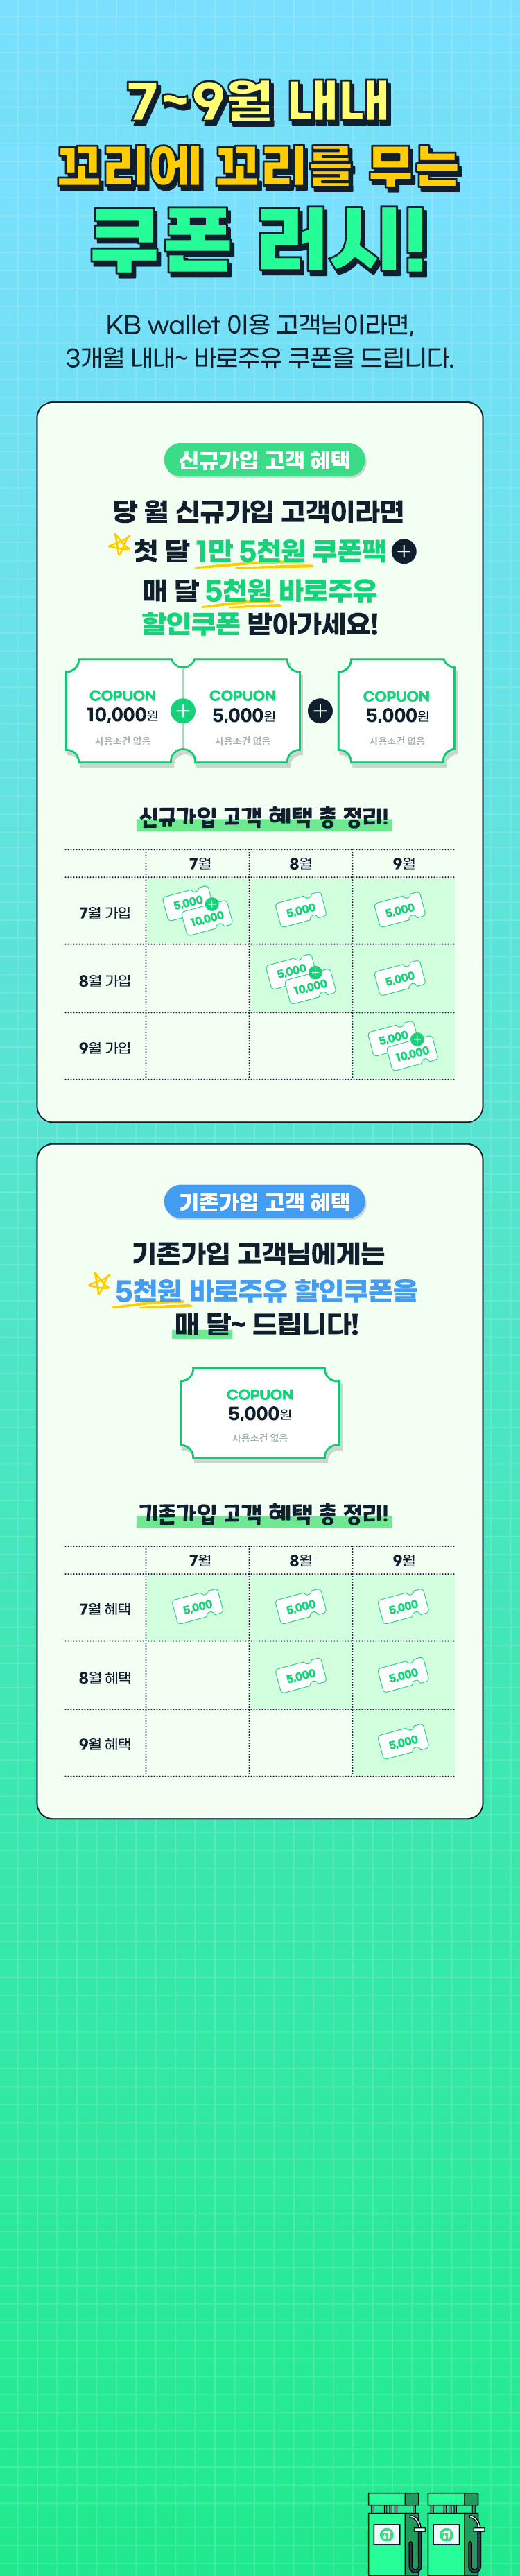 7~9월 내내
꼬리에 꼬리를 무는
쿠폰 러시!
KB wallet 이용 고객님이라면,
3개월 내내~ 바로주유 쿠폰을 드립니다.
신규가입 고객 혜택
당 월 신규가입 고객이라면
첫 달 1만 5천원 쿠폰팩 +
매 달 5천원 바로주유
할인쿠폰 받아가세요!
COPUON + COPUON + COPUON
10,000원 5,000원 5,000원
사용조건 없음 사용조건 없음 사용조건 없음
신규가입 고객 혜택 총 정리!
7월 8월 9월
7월 가입 5,000 + 10,000 5,000 5,000
8월 가입 5,000 + 10,000 5,000
9월 가입 5,000 + 10,000
기존가입 고객 혜택
기존가입 고객님에게는
5천원 바로주유 할인쿠폰을
매 달~ 드립니다!
COPUON
5,000원
사용조건 없음
기존가입 고객 혜택 총 정리!
7월 8월 9월
7월 혜택 5,000 5,000 5,000
8월 혜택 5,000 5,000
9월 혜택 5,000